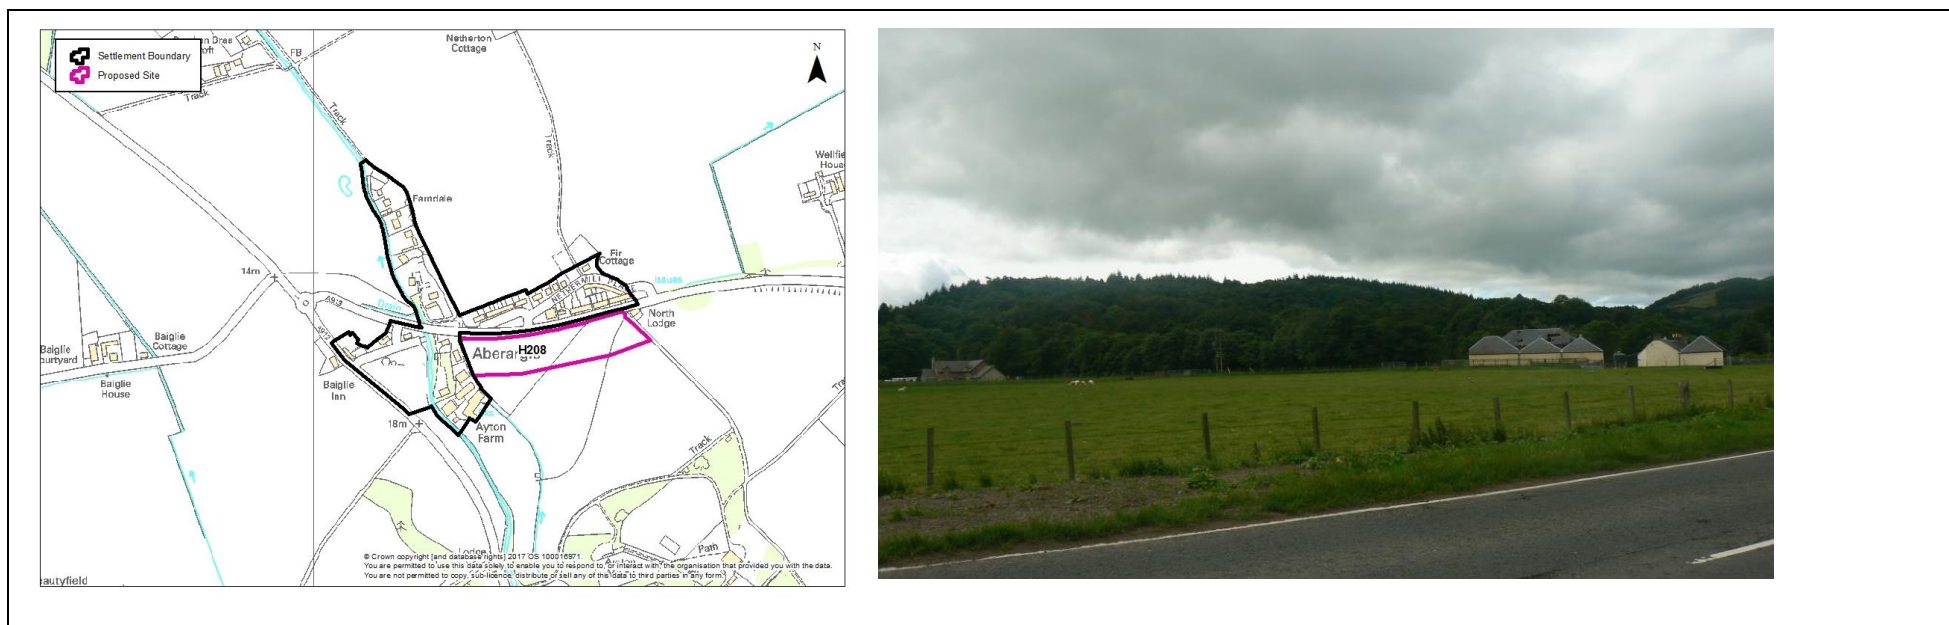 Settlement Boundary
Proposed Site
N
Netherton
Cottage
FB
Track
Track
Track
Farndale
Fir
Cottage
Issues
14m
A913
Drain
A912
North
Lodge
H208
Baiglie
Cottage
Baiglie
House
Baiglie
Inn
18m
Ayton
Farm
Track
Path
Lodge
© Crown copyright [and database rights] 2017 OS 100016971.
You are permitted to use this data solely to enable you to respond to, or interact with, the organisation that provided you with the data.
You are not permitted to copy, sub-licence, distribute or sell any of this data to third parties in any form.